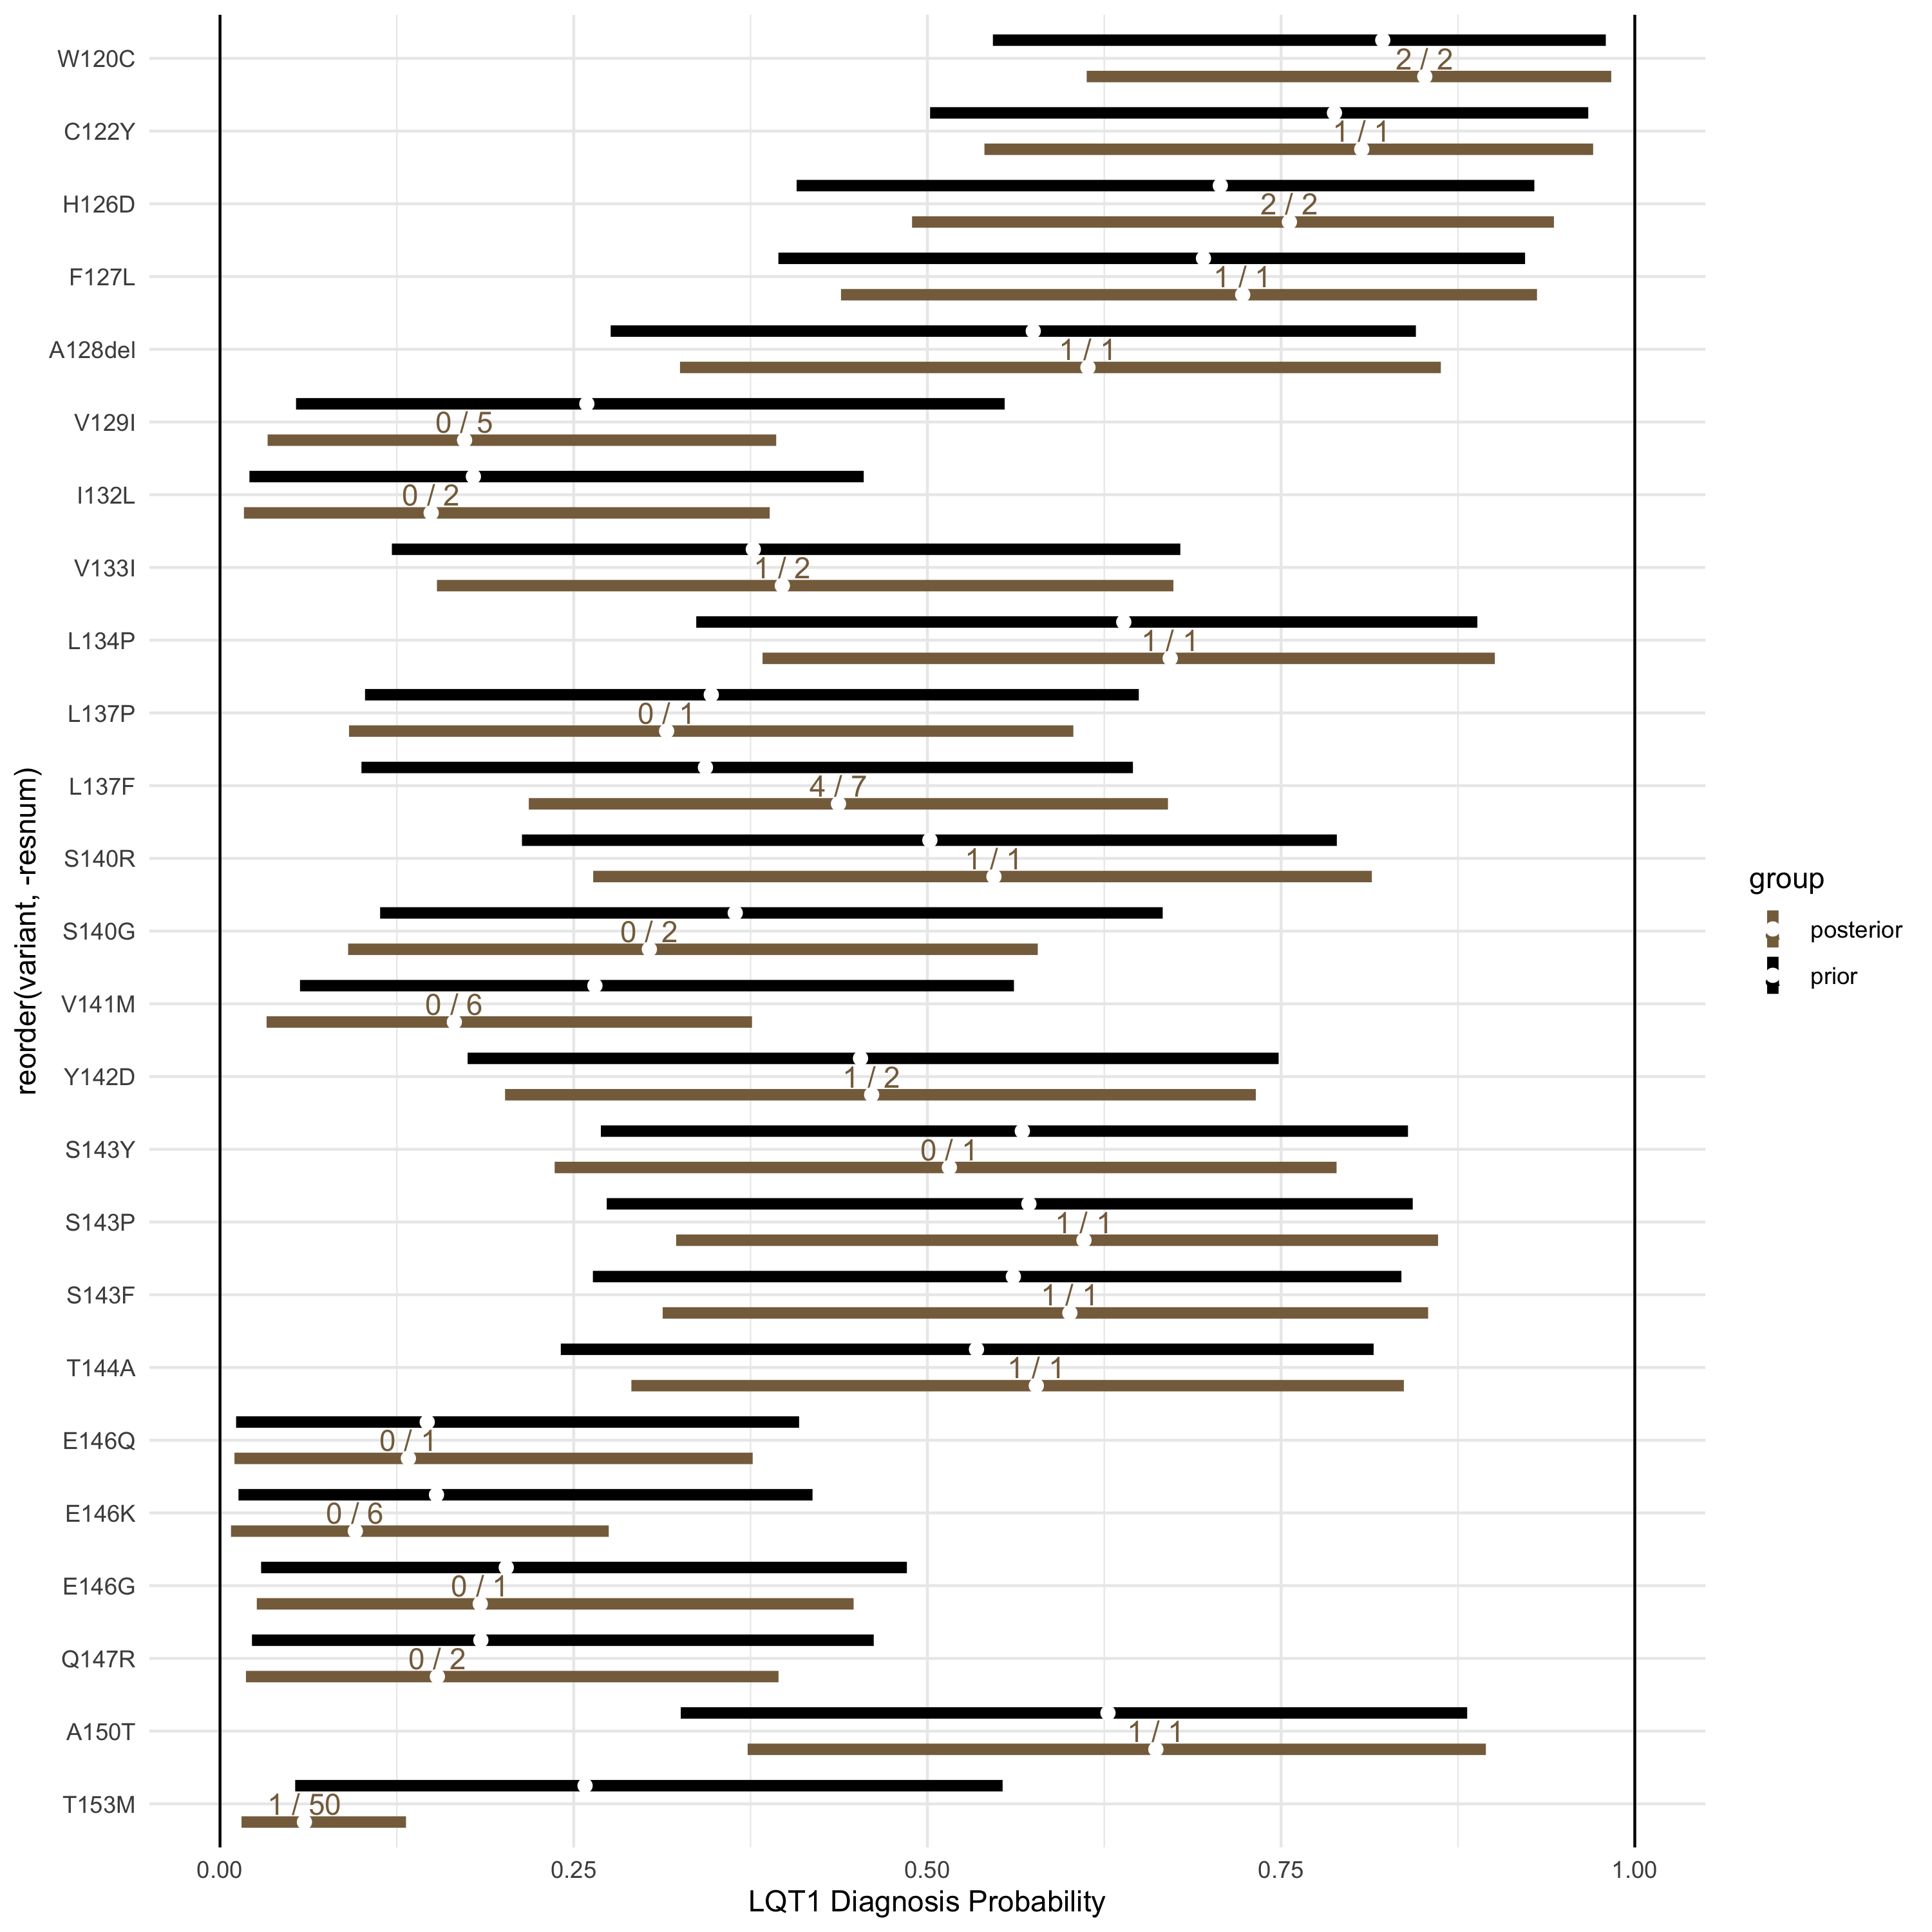 W120C
2 / 2
C122Y
1 / 1
H126D
2 / 2
F127L
1 / 1
A128del
1 / 1
V129I
0 / 5
I132L
0 / 2
V133I
1 / 2
L134P
1 / 1
L137P
0 / 1
L137F
4 / 7
S140R
1 / 1
S140G
0 / 2
V141M
0 / 6
Y142D
1 / 2
S143Y
0 / 1
S143P
1 / 1
S143F
1 / 1
T144A
1 / 1
E146Q
0 / 1
E146K
0 / 6
E146G
0 / 1
Q147R
0 / 2
A150T
1 / 1
T153M
1 / 50
0.00 0.25 0.50 0.75 1.00
LQT1 Diagnosis Probability
reorder(variant, -resnum)
group
posterior
prior